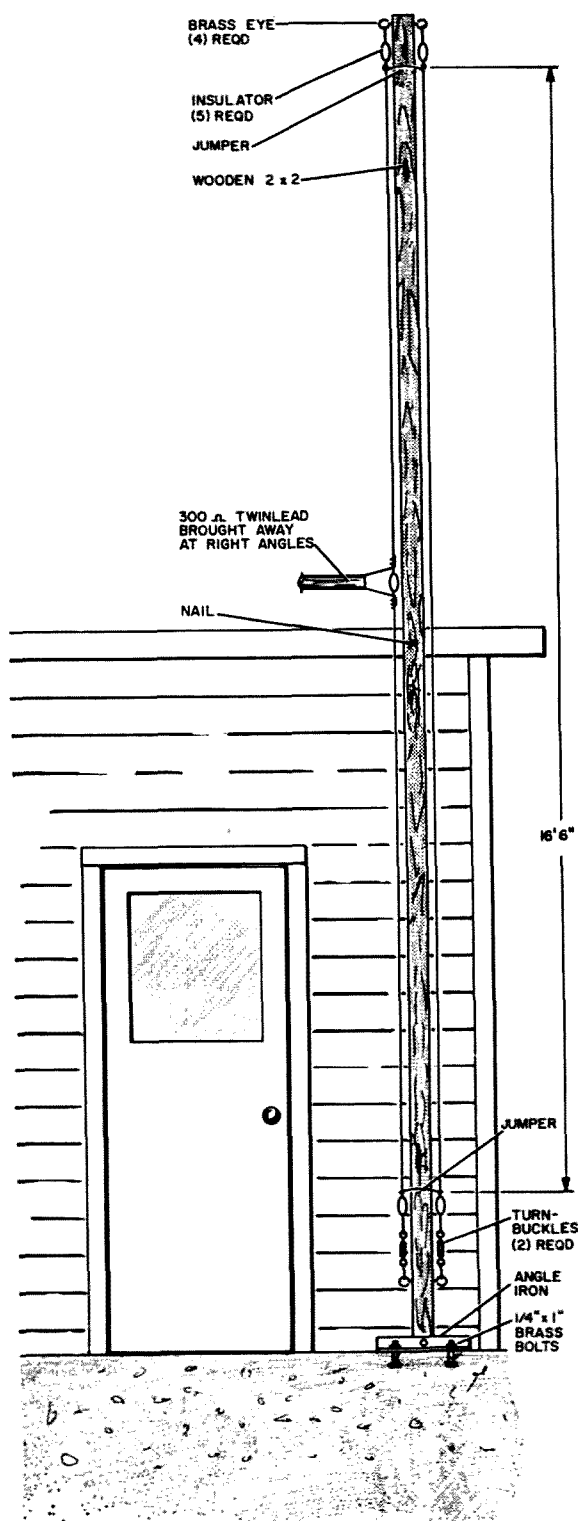 BRASS EYE
(4) REQD
INSULATOR
(5) REQD
JUMPER
WOODEN 2 x 2
300 Ω TWINLEAD
BROUGHT AWAY
AT RIGHT ANGLES
NAIL
16'6"
JUMPER
TURN-
BUCKLES
(2) REQD
ANGLE
IRON
1/4" x 1"
BRASS
BOLTS